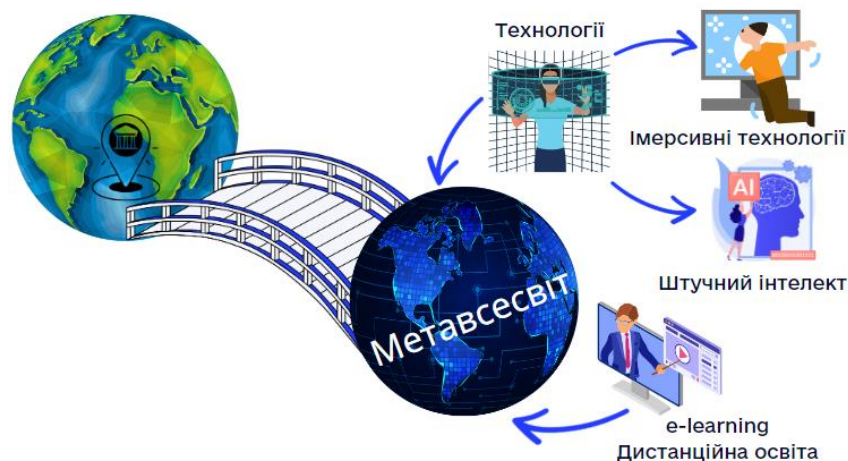 Технології
Імерсивні технології
AI
Штучний інтелект
Метавсесвіт
e-learning
Дистанційна освіта